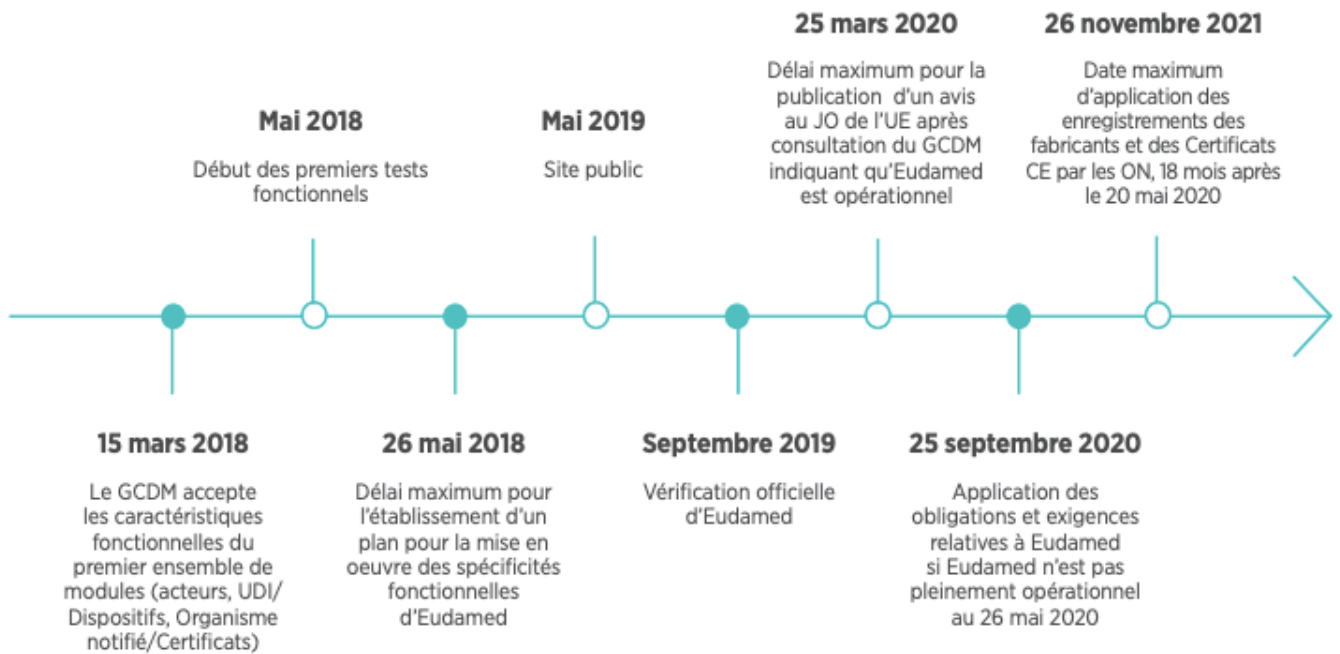 25 mars 2020
Délai maximum pour la
publication d'un avis
au JO de l'UE après
consultation du GCDM
indiquant qu'Eudamed
est opérationnel
26 novembre 2021
Date maximum
d'application des
enregistrements des
fabricants et des Certificats
CE par les ON, 18 mois après
le 20 mai 2020
Mai 2018
Début des premiers tests
fonctionnels
Mai 2019
Site public
15 mars 2018
Le GCDM accepte
les caractéristiques
fonctionnelles du
premier ensemble de
modules (acteurs, UDI/
Dispositifs, Organisme
notifié/Certificats)
26 mai 2018
Délai maximum pour
l'établissement d'un
plan pour la mise en
oeuvre des spécificités
fonctionnelles
d'Eudamed
Septembre 2019
Vérification officielle
d'Eudamed
25 septembre 2020
Application des
obligations et exigences
relatives à Eudamed
si Eudamed n'est pas
pleinement opérationnel
au 26 mai 2020